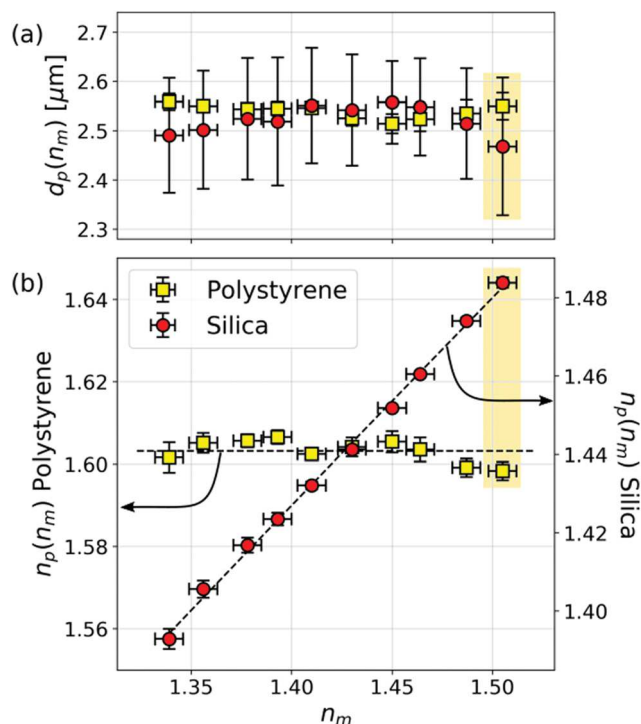 (a)
2.7
2.6
2.5
2.4
2.3
d_p(n_m) [μm]
(b)
1.64
1.62
1.60
1.58
1.56
n_p(n_m) Polystyrene
Polystyrene
Silica
1.48
1.46
1.44
1.42
1.40
n_p(n_m) Silica
1.35
1.40
1.45
1.50
n_m